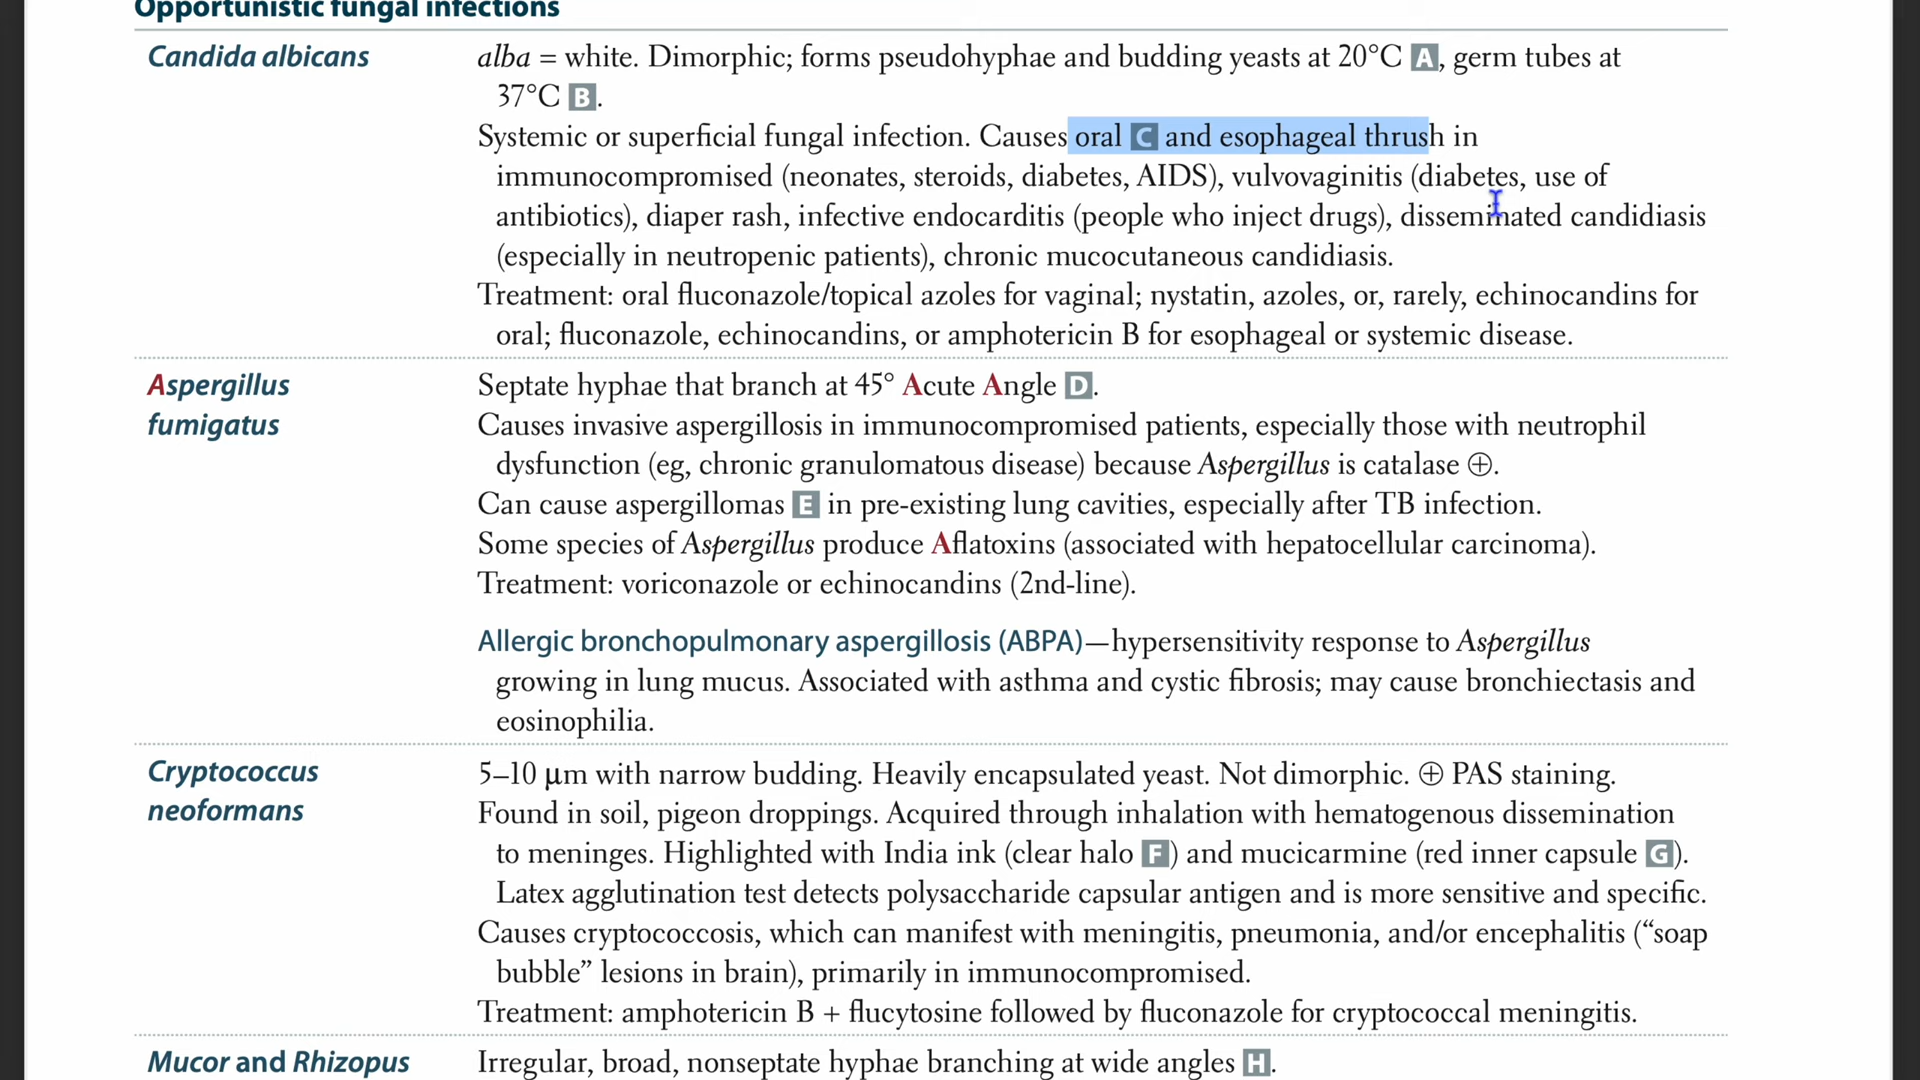 Opportunistic fungal infections
Candida albicans
alba = white. Dimorphic; forms pseudohyphae and budding yeasts at 20°C A, germ tubes at
37°C B.
Systemic or superficial fungal infection. Causes oral C and esophageal thrush in
immunocompromised (neonates, steroids, diabetes, AIDS), vulvovaginitis (diabetes, use of
antibiotics), diaper rash, infective endocarditis (people who inject drugs), disseminated candidiasis
(especially in neutropenic patients), chronic mucocutaneous candidiasis.
Treatment: oral fluconazole/topical azoles for vaginal; nystatin, azoles, or, rarely, echinocandins for
oral; fluconazole, echinocandins, or amphotericin B for esophageal or systemic disease.
Aspergillus
fumigatus
Septate hyphae that branch at 45° Acute Angle D.
Causes invasive aspergillosis in immunocompromised patients, especially those with neutrophil
dysfunction (eg, chronic granulomatous disease) because Aspergillus is catalase ⊕.
Can cause aspergillomas E in pre-existing lung cavities, especially after TB infection.
Some species of Aspergillus produce Aflatoxins (associated with hepatocellular carcinoma).
Treatment: voriconazole or echinocandins (2nd-line).
Allergic bronchopulmonary aspergillosis (ABPA)—hypersensitivity response to Aspergillus
growing in lung mucus. Associated with asthma and cystic fibrosis; may cause bronchiectasis and
eosinophilia.
Cryptococcus
neoformans
5–10 μm with narrow budding. Heavily encapsulated yeast. Not dimorphic. ⊕ PAS staining.
Found in soil, pigeon droppings. Acquired through inhalation with hematogenous dissemination
to meninges. Highlighted with India ink (clear halo F) and mucicarmine (red inner capsule G).
Latex agglutination test detects polysaccharide capsular antigen and is more sensitive and specific.
Causes cryptococcosis, which can manifest with meningitis, pneumonia, and/or encephalitis (“soap
bubble” lesions in brain), primarily in immunocompromised.
Treatment: amphotericin B + flucytosine followed by fluconazole for cryptococcal meningitis.
Mucor and Rhizopus
Irregular, broad, nonseptate hyphae branching at wide angles H.